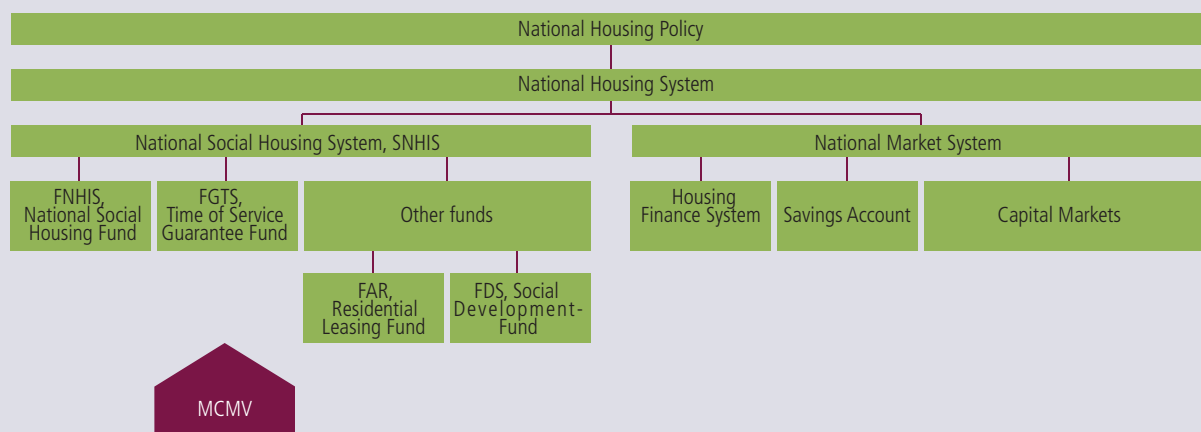 National Housing Policy
National Housing System
National Social Housing System, SNHIS
National Market System
FNHIS,
National Social
Housing Fund
FGTS,
Time of Service
Guarantee Fund
Other funds
Housing
Finance System
Savings Account
Capital Markets
FAR,
Residential
Leasing Fund
FDS, Social
Development-
Fund
MCMV